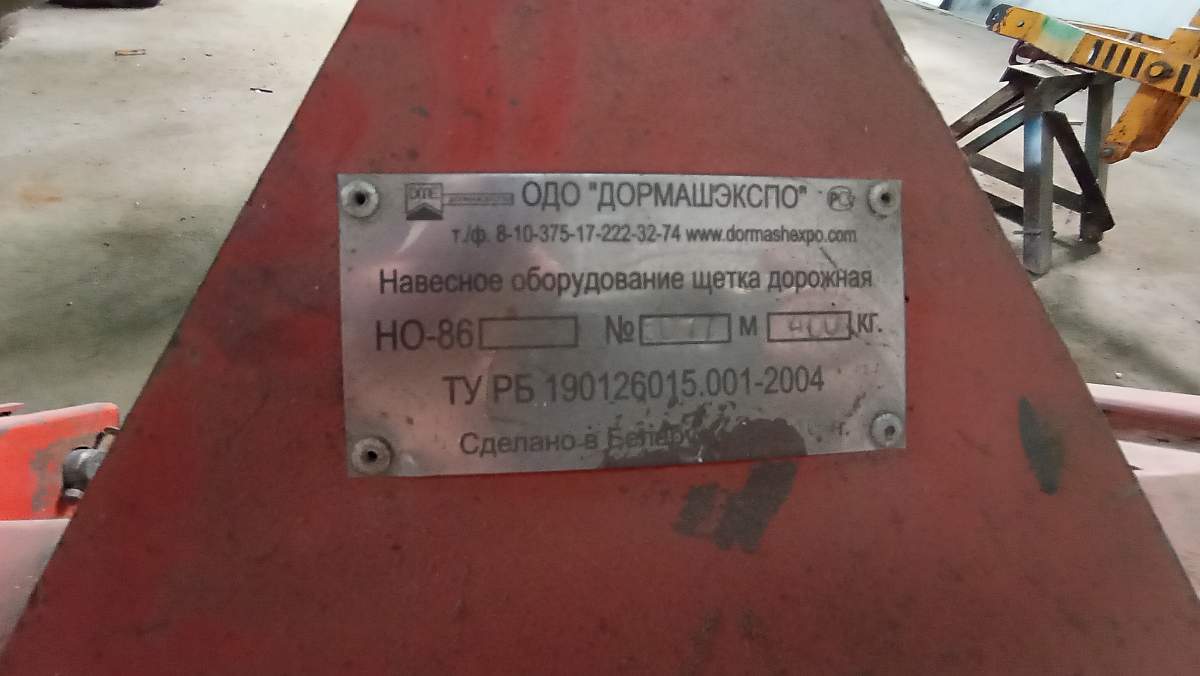 ОДО "ДОРМАШЭКСПО"
т./ф. 8-10-375-17-222-32-74 www.dormashexpo.com
Навесное оборудование щетка дорожная
НО-86 № м кг.
ТУ РБ 190126015.001-2004
Сделано в